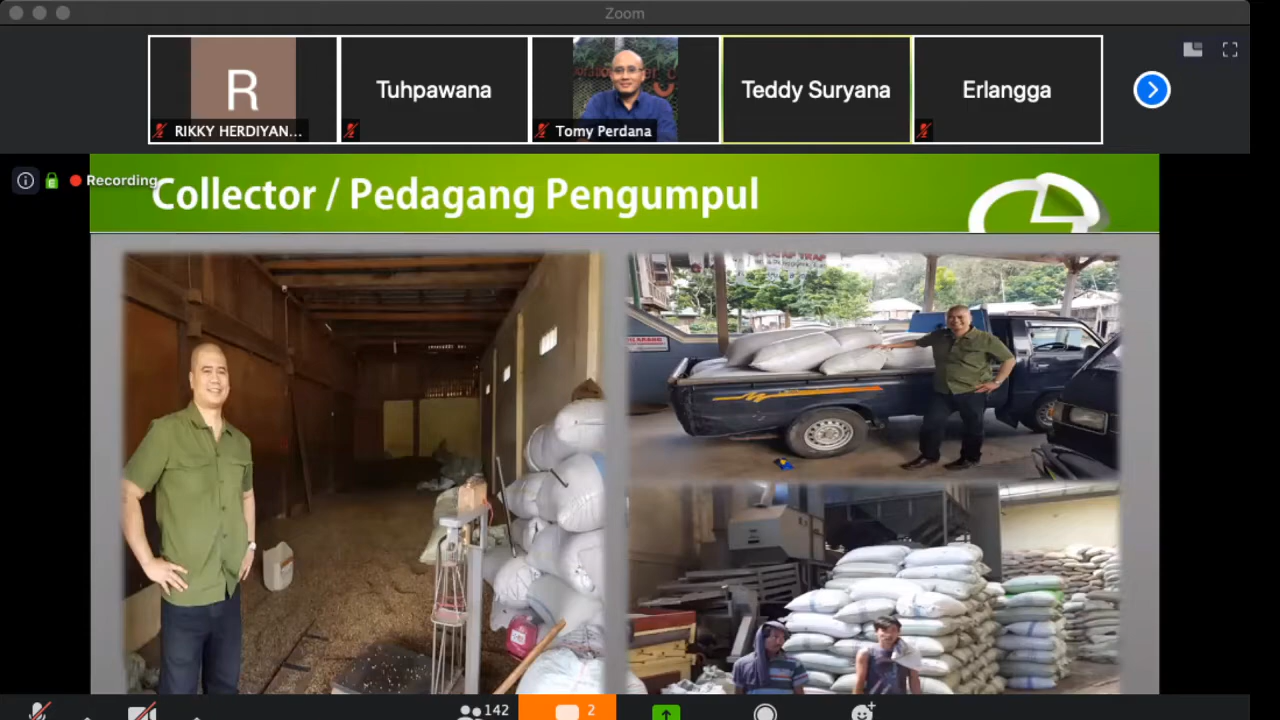 Zoom
R
RIKKY HERDIYAN...
Tuhpawana
Tomy Perdana
Teddy Suryana
Erlangga
Recording
Collector / Pedagang Pengumpul
142
2